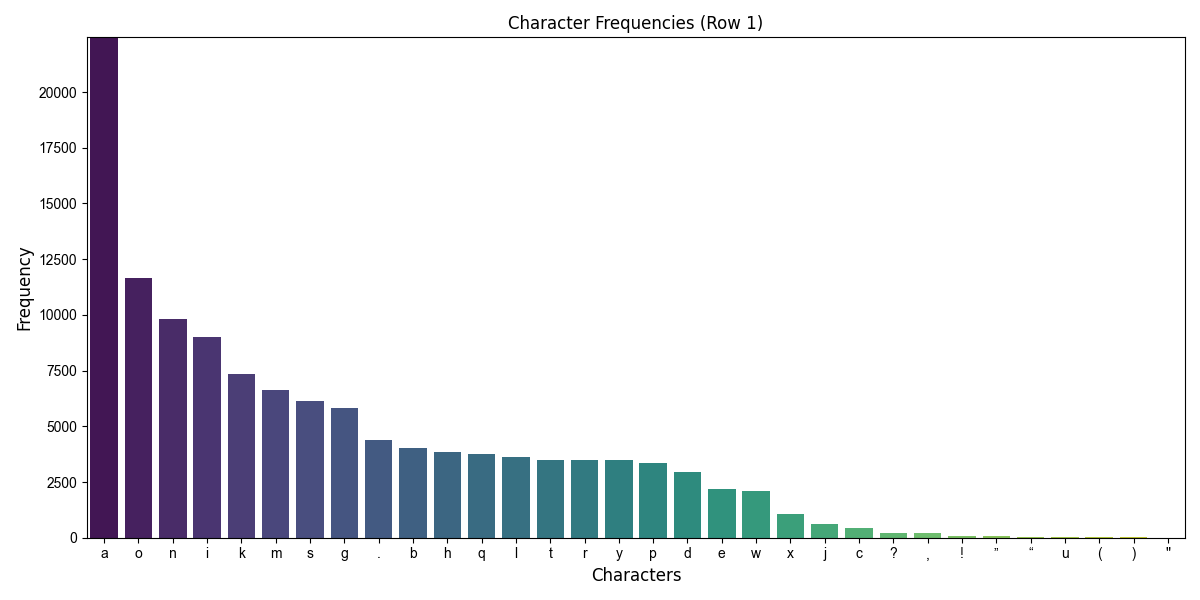 Character Frequencies (Row 1)
20000
17500
15000
12500
10000
7500
5000
2500
0
Frequency
a o n i k m s g . b h q l t r y p d e w x j c ? , ! ” “ u ( ) "
Characters